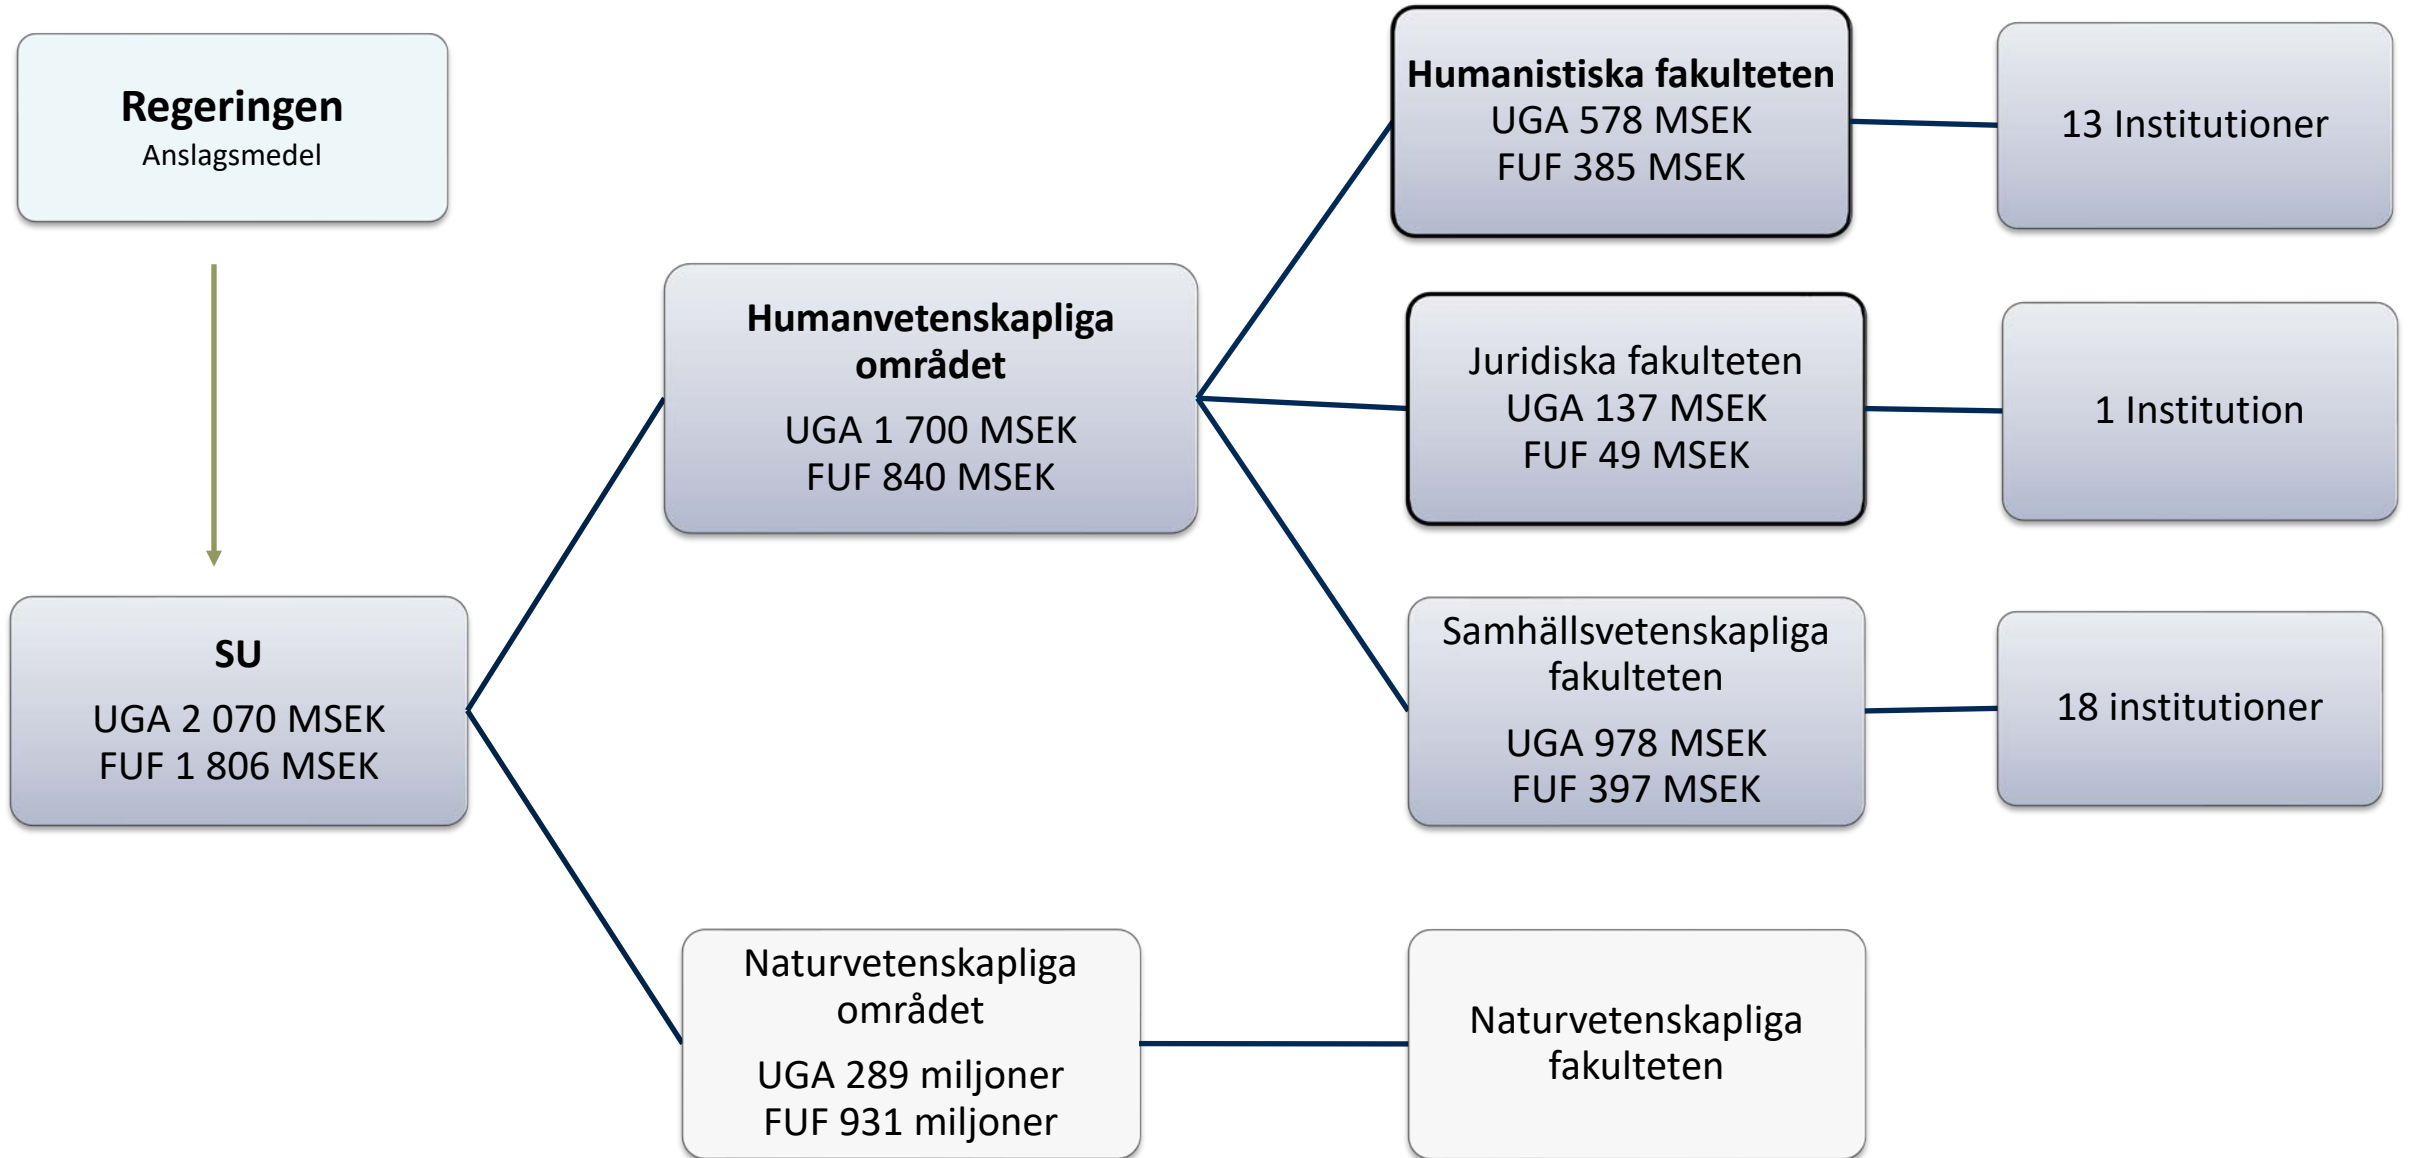 Regeringen
Anslagsmedel
SU
UGA 2 070 MSEK
FUF 1 806 MSEK
Humanvetenskapliga
området
UGA 1 700 MSEK
FUF 840 MSEK
Naturvetenskapliga
området
UGA 289 miljoner
FUF 931 miljoner
Humanistiska fakulteten
UGA 578 MSEK
FUF 385 MSEK
Juridiska fakulteten
UGA 137 MSEK
FUF 49 MSEK
Samhällsvetenskapliga
fakulteten
UGA 978 MSEK
FUF 397 MSEK
Naturvetenskapliga
fakulteten
13 Institutioner
1 Institution
18 institutioner